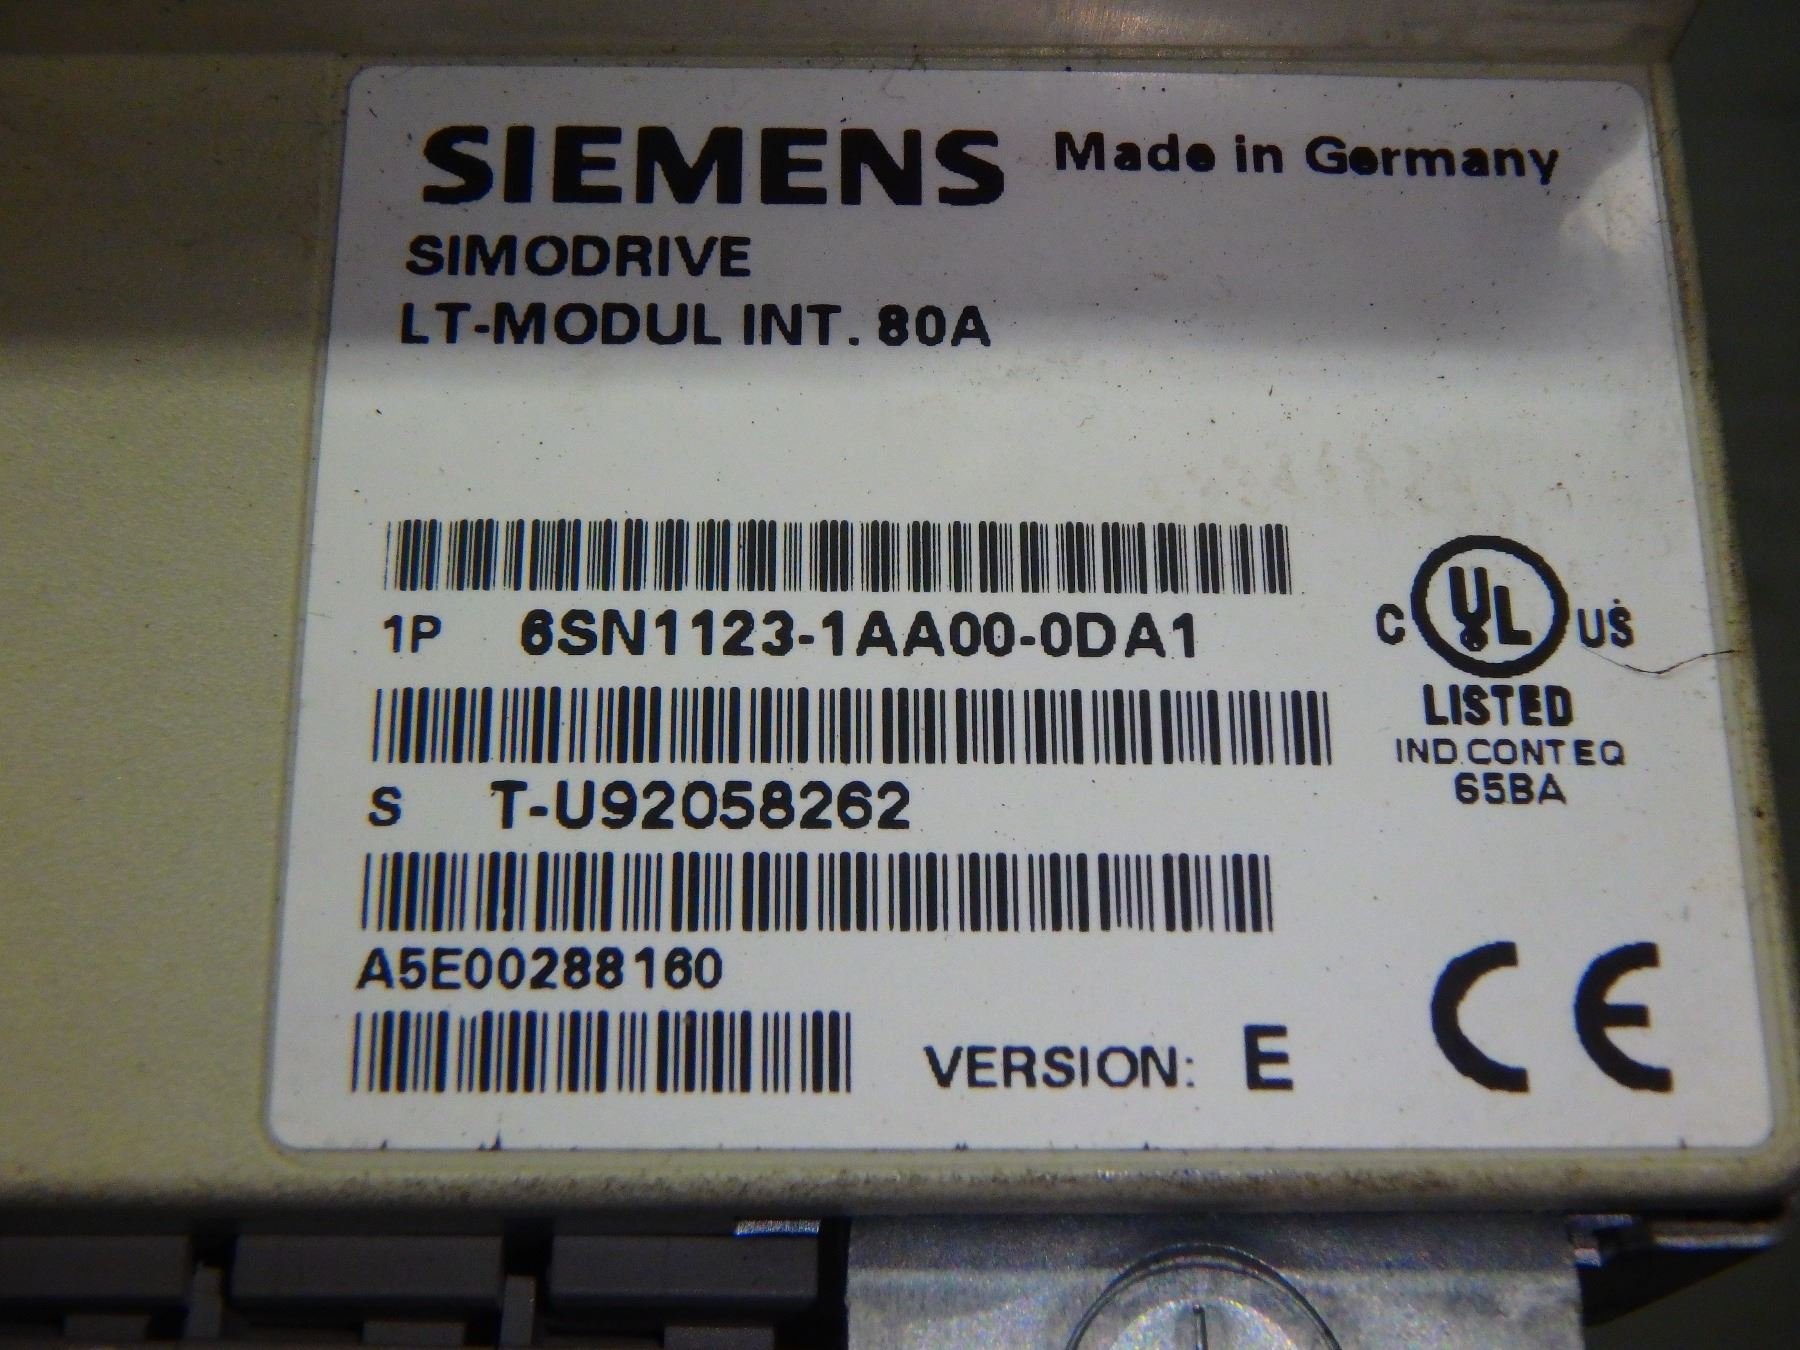 SIEMENS Made in Germany
SIMODRIVE
LT-MODUL INT. 80A
1P 6SN1123-1AA00-0DA1
C UL US
LISTED
IND.CONT.EQ
65BA
S T-U92058262
A5E00288160
VERSION: E
CE